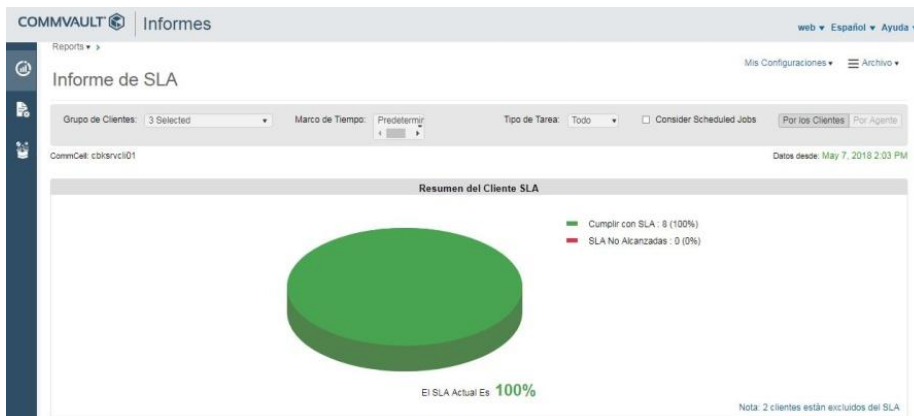 COMMVAULT Informes
web Español Ayuda
Reports
Mis Configuraciones Archivo
Informe de SLA
Grupo de Clientes: 3 Selected Marco de Tiempo: Predetermir Tipo de Tarea: Todo Consider Scheduled Jobs Por los Clientes Por Agente
CommCell: cbksrvcli01 Datos desde: May 7, 2018 2:03 PM
Resumen del Cliente SLA
Cumplir con SLA : 8 (100%)
SLA No Alcanzadas : 0 (0%)
El SLA Actual Es 100%
Nota: 2 clientes están excluidos del SLA